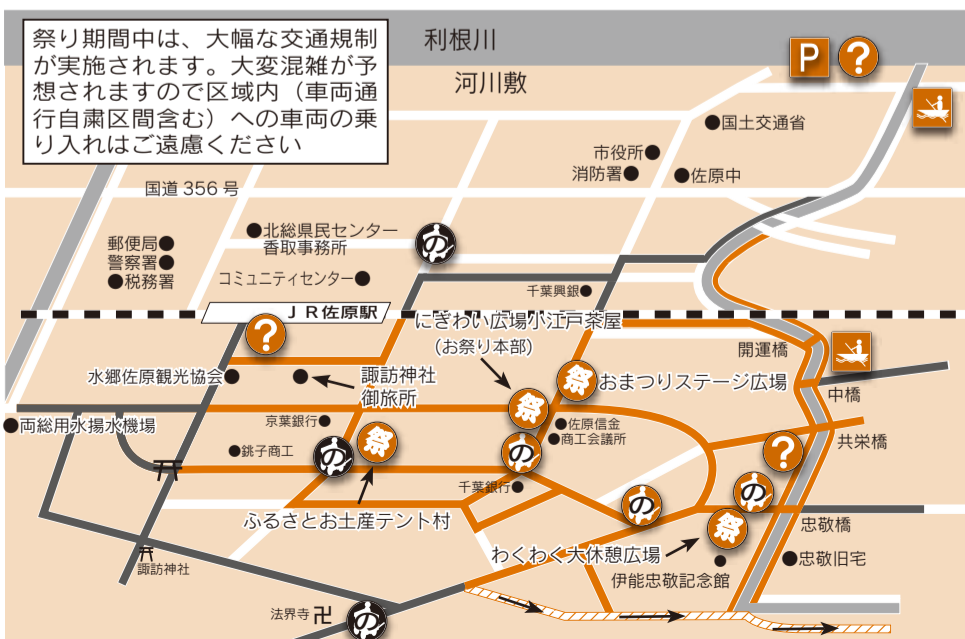 祭り期間中は、大幅な交通規制
が実施されます。大変混雑が予
想されますので区域内（車両通
行自粛区間含む）への車両の乗
り入れはご遠慮ください
利根川
河川敷
P
?
国土交通省
市役所
消防署
佐原中
国道 356 号
北総県民センター
香取事務所
の
郵便局
警察署
税務署
コミュニティセンター
千葉興銀
ＪＲ佐原駅
にぎわい広場小江戸茶屋
(お祭り本部)
?
開運橋
水郷佐原観光協会
諏訪神社
御旅所
祭
おまつりステージ広場
中橋
両総用水揚水機場
京葉銀行
祭
佐原信金
商工会議所
共栄橋
銚子商工
の
祭
の
?
千葉銀行
の
の
ふるさとお土産テント村
祭
忠敬橋
わくわく大休憩広場
伊能忠敬記念館
忠敬旧宅
諏訪神社
法界寺
卍
の